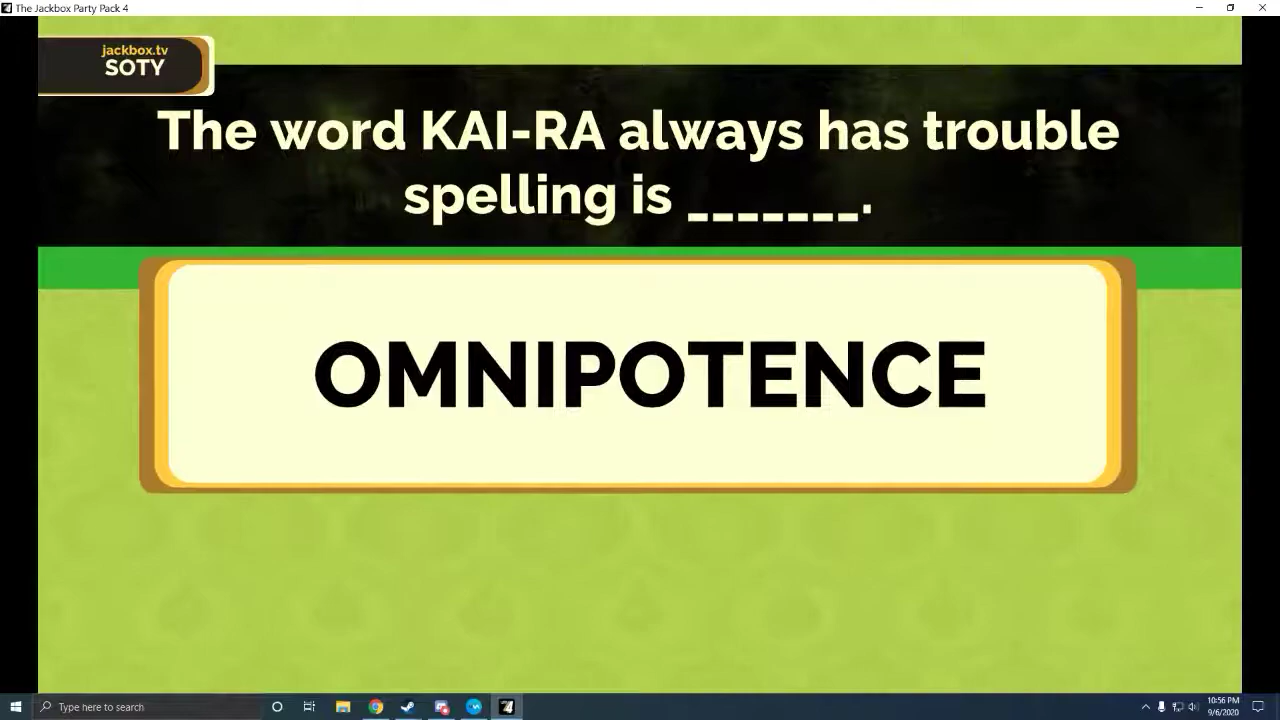 The Jackbox Party Pack 4
jackbox.tv
SOTY
The word KAI-RA always has trouble
spelling is _______.
OMNIPOTENCE
Type here to search
10:56 PM
9/6/2020